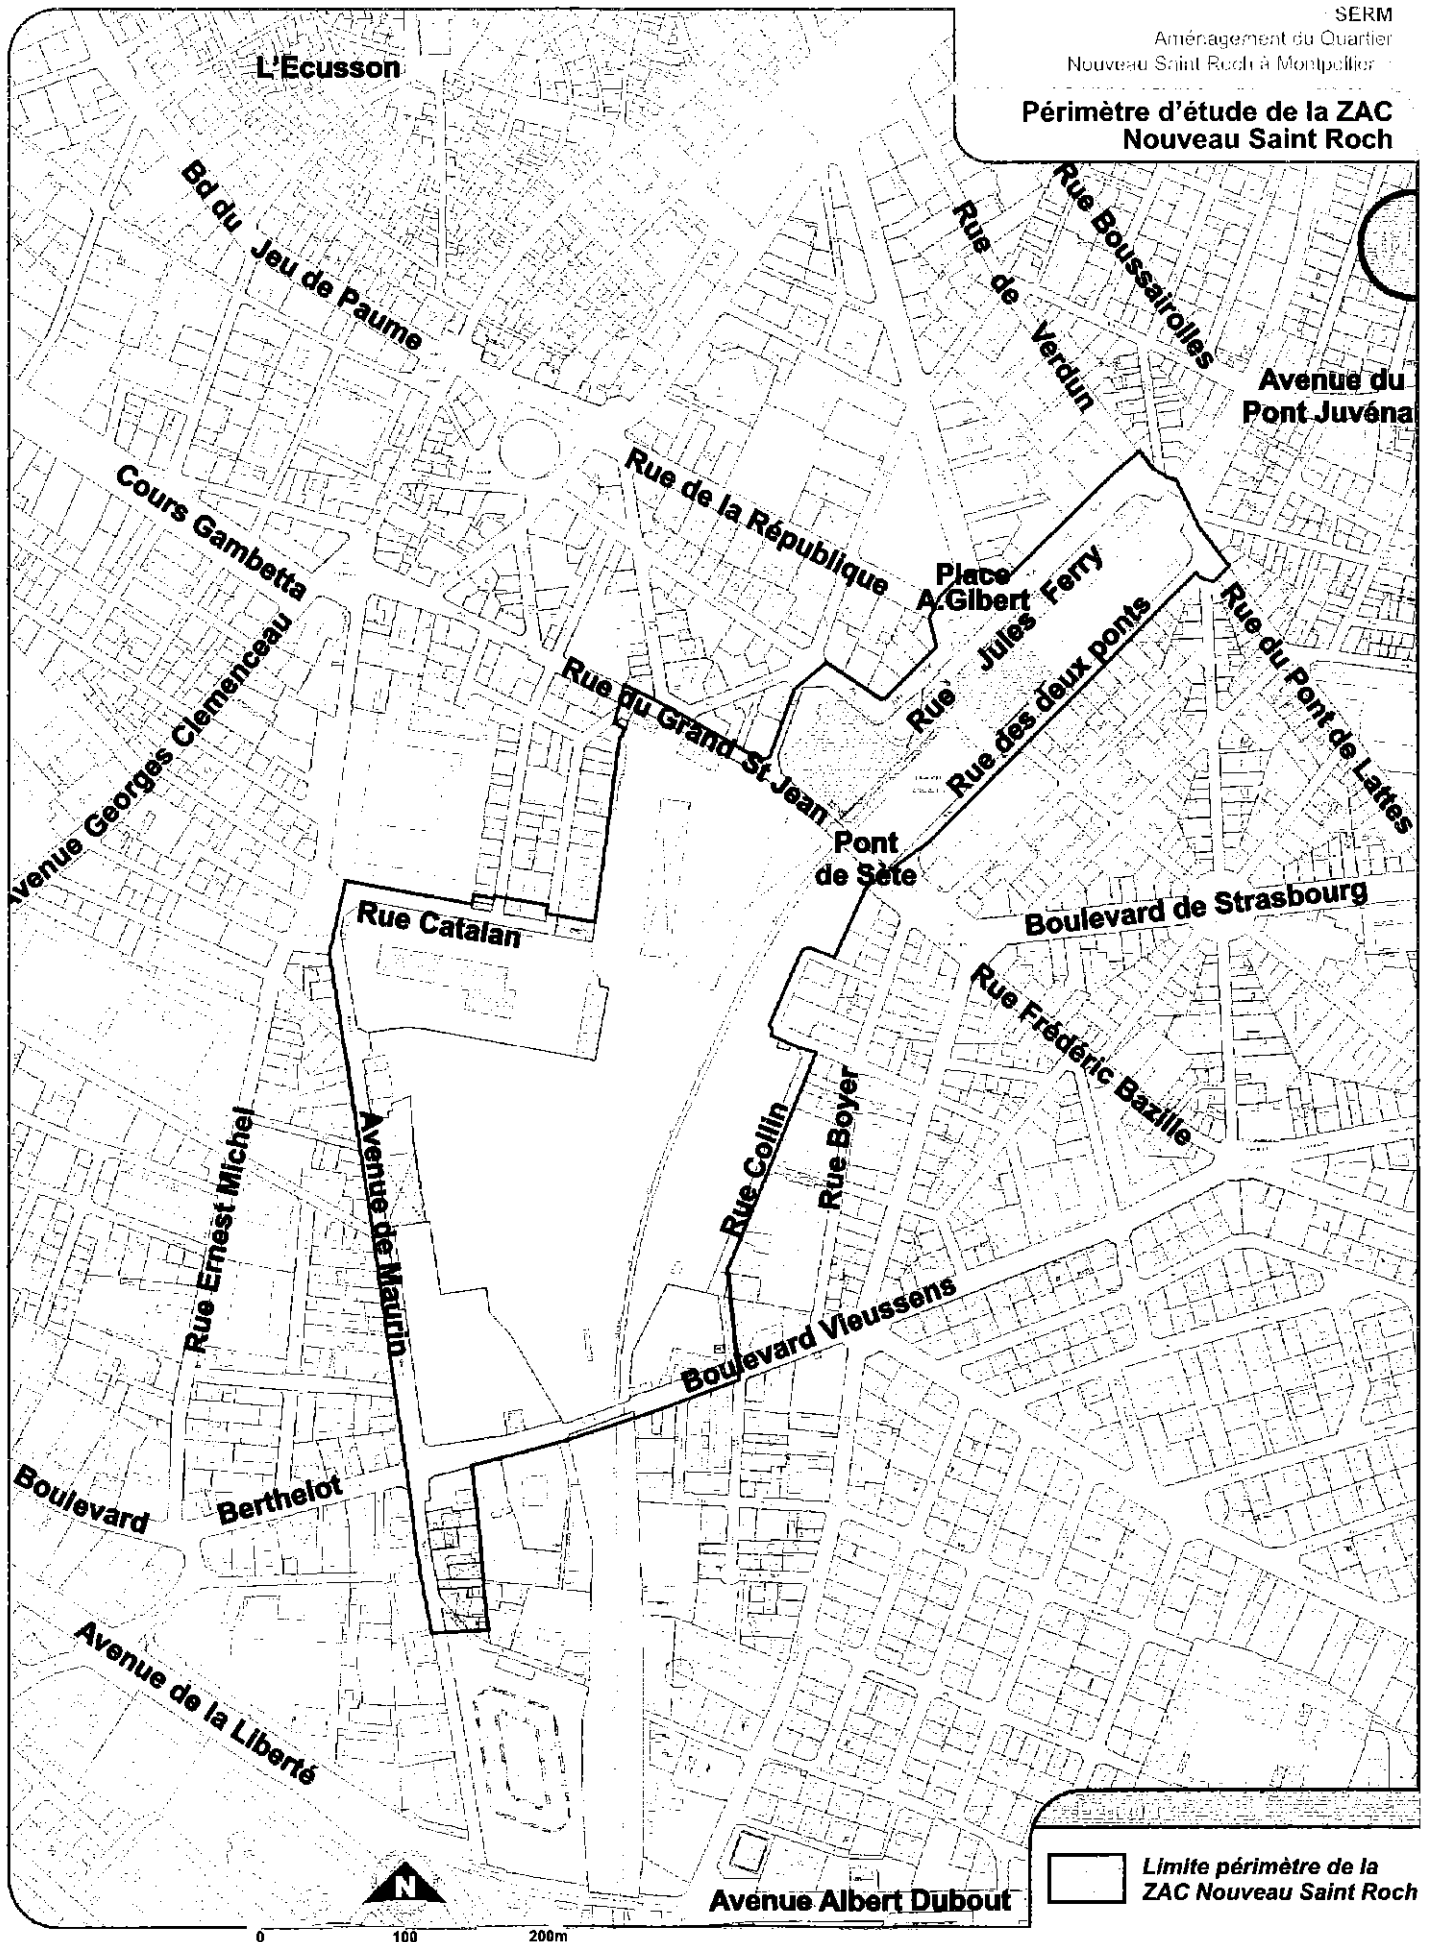 SERM
Aménagement du Quartier
Nouveau Saint Roch à Montpellier
Périmètre d'étude de la ZAC
Nouveau Saint Roch
L'Ecusson
Bd du Jeu de Paume
Rue Boussairolles
Rue de Verdun
Avenue du
Pont Juvéna
Cours Gambetta
Rue de la République
Place
A.Gibert
Rue Jules Ferry
Rue des deux ponts
Rue du Pont de Lattes
Avenue Georges Clemenceau
Rue du Grand St Jean
Pont
de Sète
Rue Catalan
Boulevard de Strasbourg
Rue Frédéric Bazille
Rue Ernest Michel
Avenue de Maurin
Rue Collin
Rue Boyer
Boulevard Vieussens
Boulevard Berthelot
Avenue de la Liberté
N
Avenue Albert Dubout
Limite périmètre de la
ZAC Nouveau Saint Roch
0 100 200m